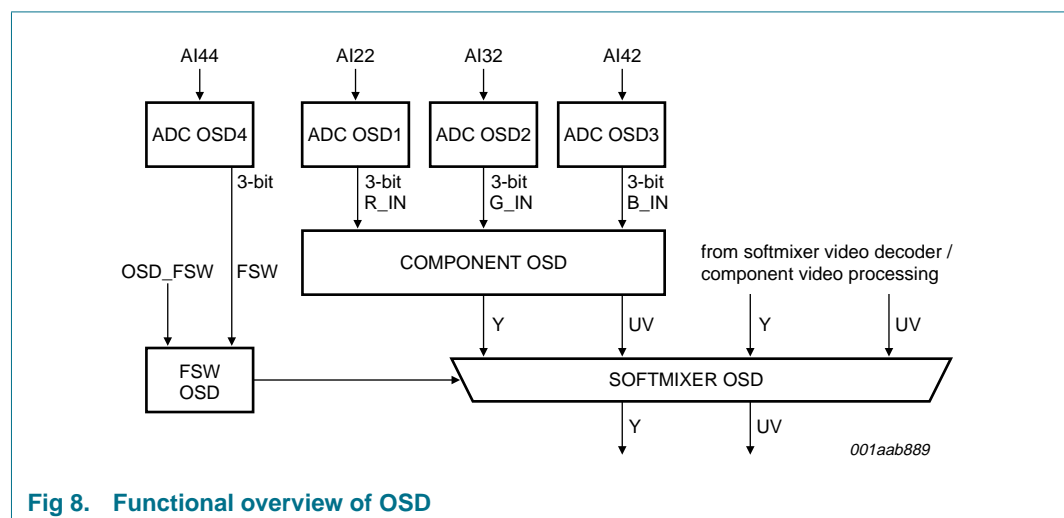 AI44 AI22 AI32 AI42
ADC OSD4 ADC OSD1 ADC OSD2 ADC OSD3
3-bit 3-bit 3-bit 3-bit
R_IN G_IN B_IN
OSD_FSW FSW
COMPONENT OSD
from softmixer video decoder /
component video processing
Y UV Y UV
FSW
OSD
SOFTMIXER OSD
Y UV
001aab889
Fig 8. Functional overview of OSD